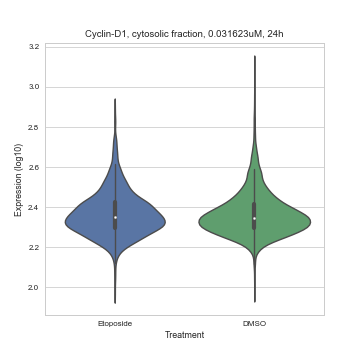 Cyclin-D1, cytosolic fraction, 0.031623uM, 24h
3.2
3.0
2.8
2.6
2.4
2.2
2.0
Expression (log10)
Etoposide
DMSO
Treatment